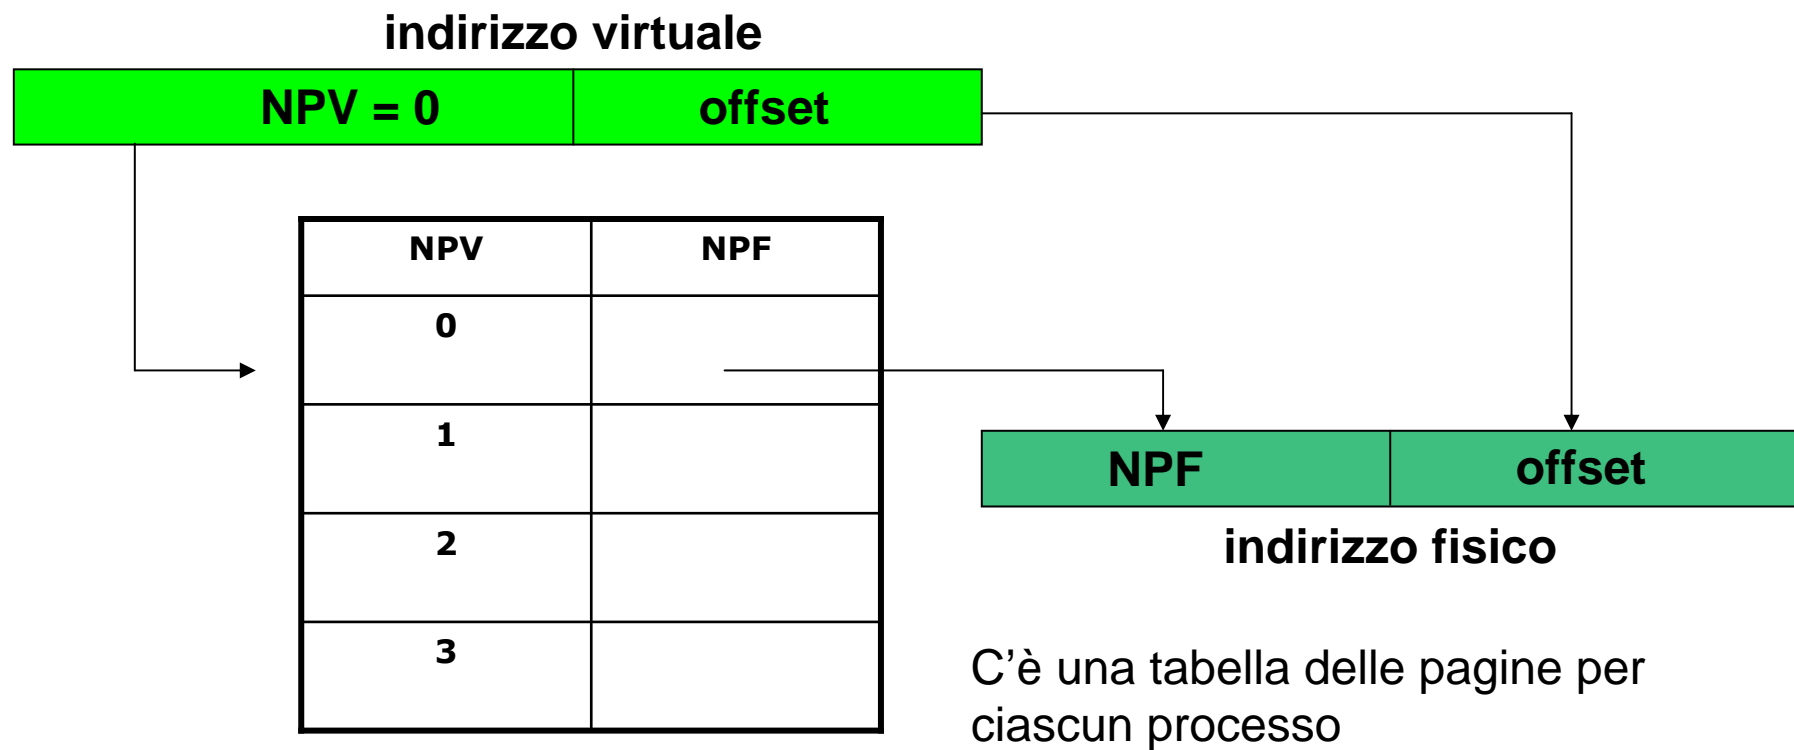 indirizzo virtuale
NPV = 0 offset
NPV NPF
0
1
2
3
NPF offset
indirizzo fisico
C’è una tabella delle pagine per
ciascun processo